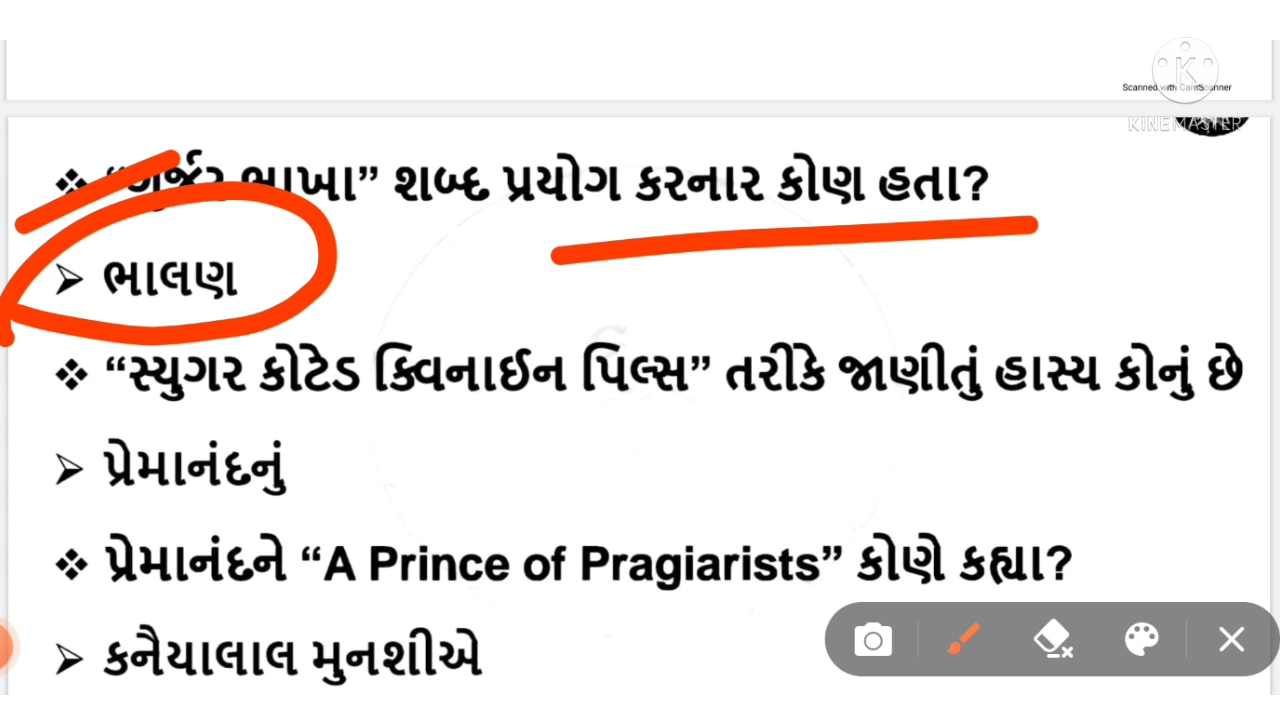 Scanned with CamScanner
KINEMASTER
❖ “ગુર્જર ભાખા” શબ્દ પ્રયોગ કરનાર કોણ હતા?
➢ ભાલણ
❖ “સ્યુગર કોટેડ ક્વિનાઈન પિલ્સ” તરીકે જાણીતું હાસ્ય કોનું છે
➢ પ્રેમાનંદનું
❖ પ્રેમાનંદને “A Prince of Pragiarists” કોણે કહ્યા?
➢ કનૈયાલાલ મુનશીએ